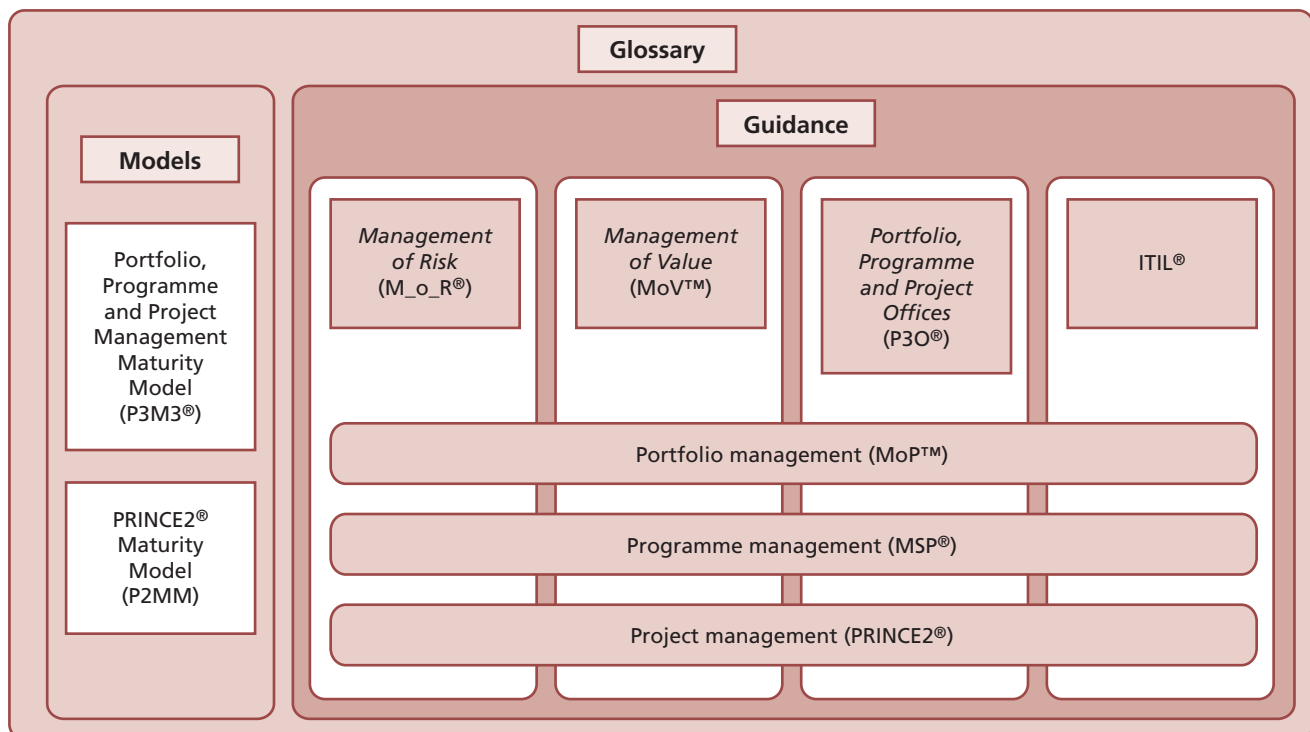 Glossary
Models
Portfolio,
Programme
and Project
Management
Maturity
Model
(P3M3®)
PRINCE2®
Maturity
Model
(P2MM)
Guidance
Management
of Risk
(M_o_R®)
Management
of Value
(MoV™)
Portfolio,
Programme
and Project
Offices
(P3O®)
ITIL®
Portfolio management (MoP™)
Programme management (MSP®)
Project management (PRINCE2®)